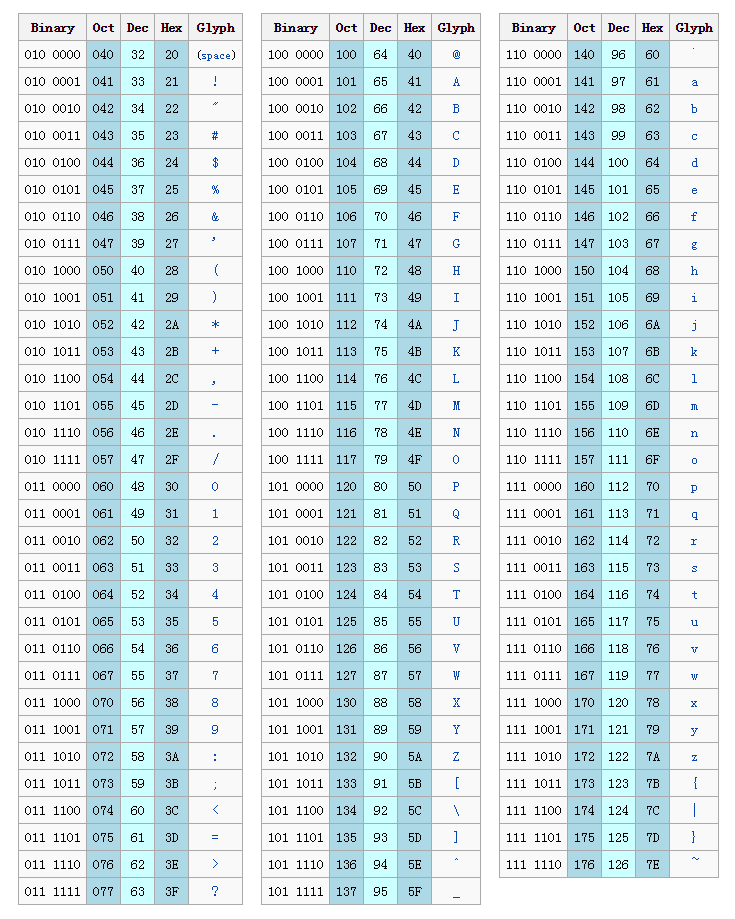 Binary Oct Dec Hex Glyph Binary Oct Dec Hex Glyph Binary Oct Dec Hex Glyph
010 0000 040 32 20 (space) 100 0000 100 64 40 @ 110 0000 140 96 60 `
010 0001 041 33 21 ! 100 0001 101 65 41 A 110 0001 141 97 61 a
010 0010 042 34 22 " 100 0010 102 66 42 B 110 0010 142 98 62 b
010 0011 043 35 23 # 100 0011 103 67 43 C 110 0011 143 99 63 c
010 0100 044 36 24 $ 100 0100 104 68 44 D 110 0100 144 100 64 d
010 0101 045 37 25 % 100 0101 105 69 45 E 110 0101 145 101 65 e
010 0110 046 38 26 & 100 0110 106 70 46 F 110 0110 146 102 66 f
010 0111 047 39 27 ' 100 0111 107 71 47 G 110 0111 147 103 67 g
010 1000 050 40 28 ( 100 1000 110 72 48 H 110 1000 150 104 68 h
010 1001 051 41 29 ) 100 1001 111 73 49 I 110 1001 151 105 69 i
010 1010 052 42 2A * 100 1010 112 74 4A J 110 1010 152 106 6A j
010 1011 053 43 2B + 100 1011 113 75 4B K 110 1011 153 107 6B k
010 1100 054 44 2C , 100 1100 114 76 4C L 110 1100 154 108 6C l
010 1101 055 45 2D - 100 1101 115 77 4D M 110 1101 155 109 6D m
010 1110 056 46 2E . 100 1110 116 78 4E N 110 1110 156 110 6E n
010 1111 057 47 2F / 100 1111 117 79 4F O 110 1111 157 111 6F o
011 0000 060 48 30 0 101 0000 120 80 50 P 111 0000 160 112 70 p
011 0001 061 49 31 1 101 0001 121 81 51 Q 111 0001 161 113 71 q
011 0010 062 50 32 2 101 0010 122 82 52 R 111 0010 162 114 72 r
011 0011 063 51 33 3 101 0011 123 83 53 S 111 0011 163 115 73 s
011 0100 064 52 34 4 101 0100 124 84 54 T 111 0100 164 116 74 t
011 0101 065 53 35 5 101 0101 125 85 55 U 111 0101 165 117 75 u
011 0110 066 54 36 6 101 0110 126 86 56 V 111 0110 166 118 76 v
011 0111 067 55 37 7 101 0111 127 87 57 W 111 0111 167 119 77 w
011 1000 070 56 38 8 101 1000 130 88 58 X 111 1000 170 120 78 x
011 1001 071 57 39 9 101 1001 131 89 59 Y 111 1001 171 121 79 y
011 1010 072 58 3A : 101 1010 132 90 5A Z 111 1010 172 122 7A z
011 1011 073 59 3B ; 101 1011 133 91 5B [ 111 1011 173 123 7B {
011 1100 074 60 3C < 101 1100 134 92 5C \ 111 1100 174 124 7C |
011 1101 075 61 3D = 101 1101 135 93 5D ] 111 1101 175 125 7D }
011 1110 076 62 3E > 101 1110 136 94 5E ^ 111 1110 176 126 7E ~
011 1111 077 63 3F ? 101 1111 137 95 5F _